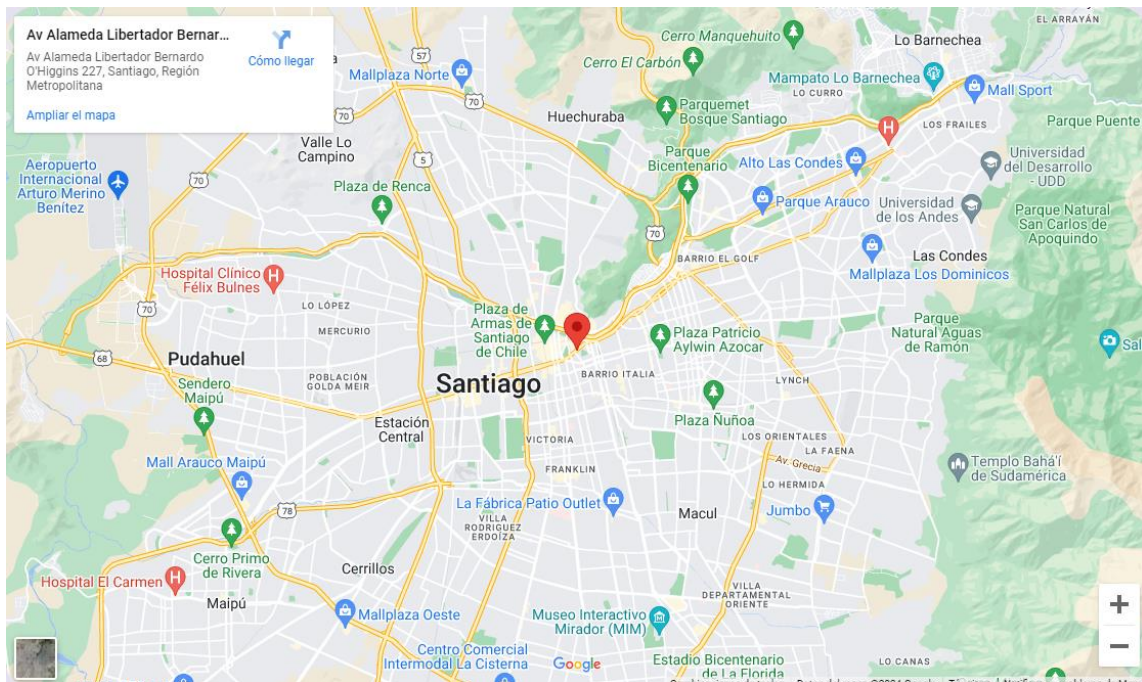 Av Alameda Libertador Bernar...
Av Alameda Libertador Bernardo
O'Higgins 227, Santiago, Región
Metropolitana
Cómo llegar
Ampliar el mapa
EL ARRAYÁN
Cerro Manquehuito
Lo Barnechea
57
Cerro El Carbón
Mallplaza Norte
Mampato Lo Barnechea
LO CURRO
Mall Sport
70
Parquemet
Bosque Santiago
Huechuraba
70
LOS FRAILES
Parque Puente
Valle Lo
Campino
5
Parque
Bicentenario
Alto Las Condes
Universidad
del Desarrollo
- UDD
Aeropuerto
Internacional
Arturo Merino
Benítez
70
Plaza de Renca
Parque Arauco
Universidad
de los Andes
Parque Natural
San Carlos de
Apoquindo
70
BARRIO EL GOLF
Las Condes
Mallplaza Los Dominicos
Hospital Clínico
Félix Bulnes
70
LO LÓPEZ
MERCURIO
Plaza de
Armas de
Santiago
de Chile
Plaza Patricio
Aylwin Azocar
Parque
Natural Aguas
de Ramón
Sal
68
Pudahuel
Sendero
Maipú
POBLACIÓN
GOLDA MEIR
Santiago
BARRIO ITALIA
LYNCH
Plaza Ñuñoa
Estación
Central
VICTORIA
LOS ORIENTALES
LA FAENA
Av. Grecia
Mall Arauco Maipú
FRANKLIN
Templo Bahá'í
de Sudamérica
LO HERMIDA
78
La Fábrica Patio Outlet
Macul
Jumbo
VILLA
RODRIGUEZ
ERDOÍZA
Cerro Primo
de Rivera
Cerrillos
Hospital El Carmen
Maipú
VILLA
DEPARTAMENTAL
ORIENTE
Mallplaza Oeste
Museo Interactivo
Mirador (MIM)
Centro Comercial
Intermodal La Cisterna
Google
Estadio Bicentenario
de La Florida
LO CANAS